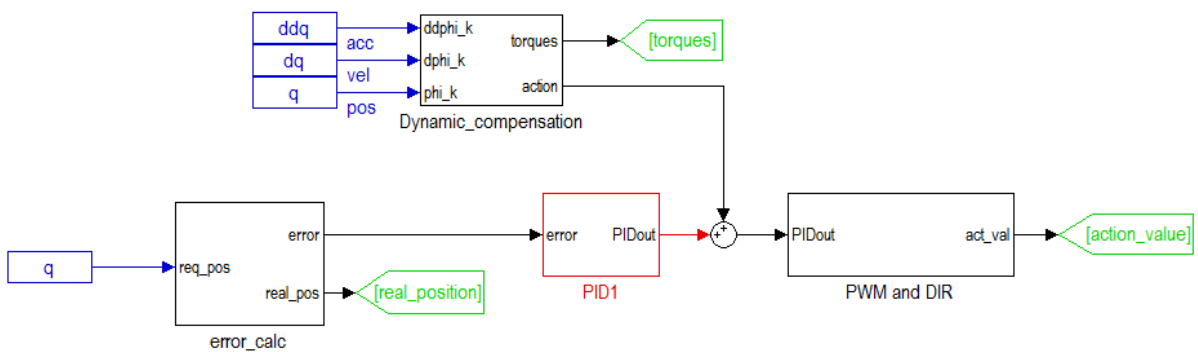 ddq
acc
dq
vel
q
pos
ddphi_k
dphi_k
phi_k
torques
action
Dynamic_compensation
[torques]
q
req_pos
error
real_pos
error_calc
[real_position]
error
PIDout
PID1
++
PIDout
act_val
PWM and DIR
[action_value]